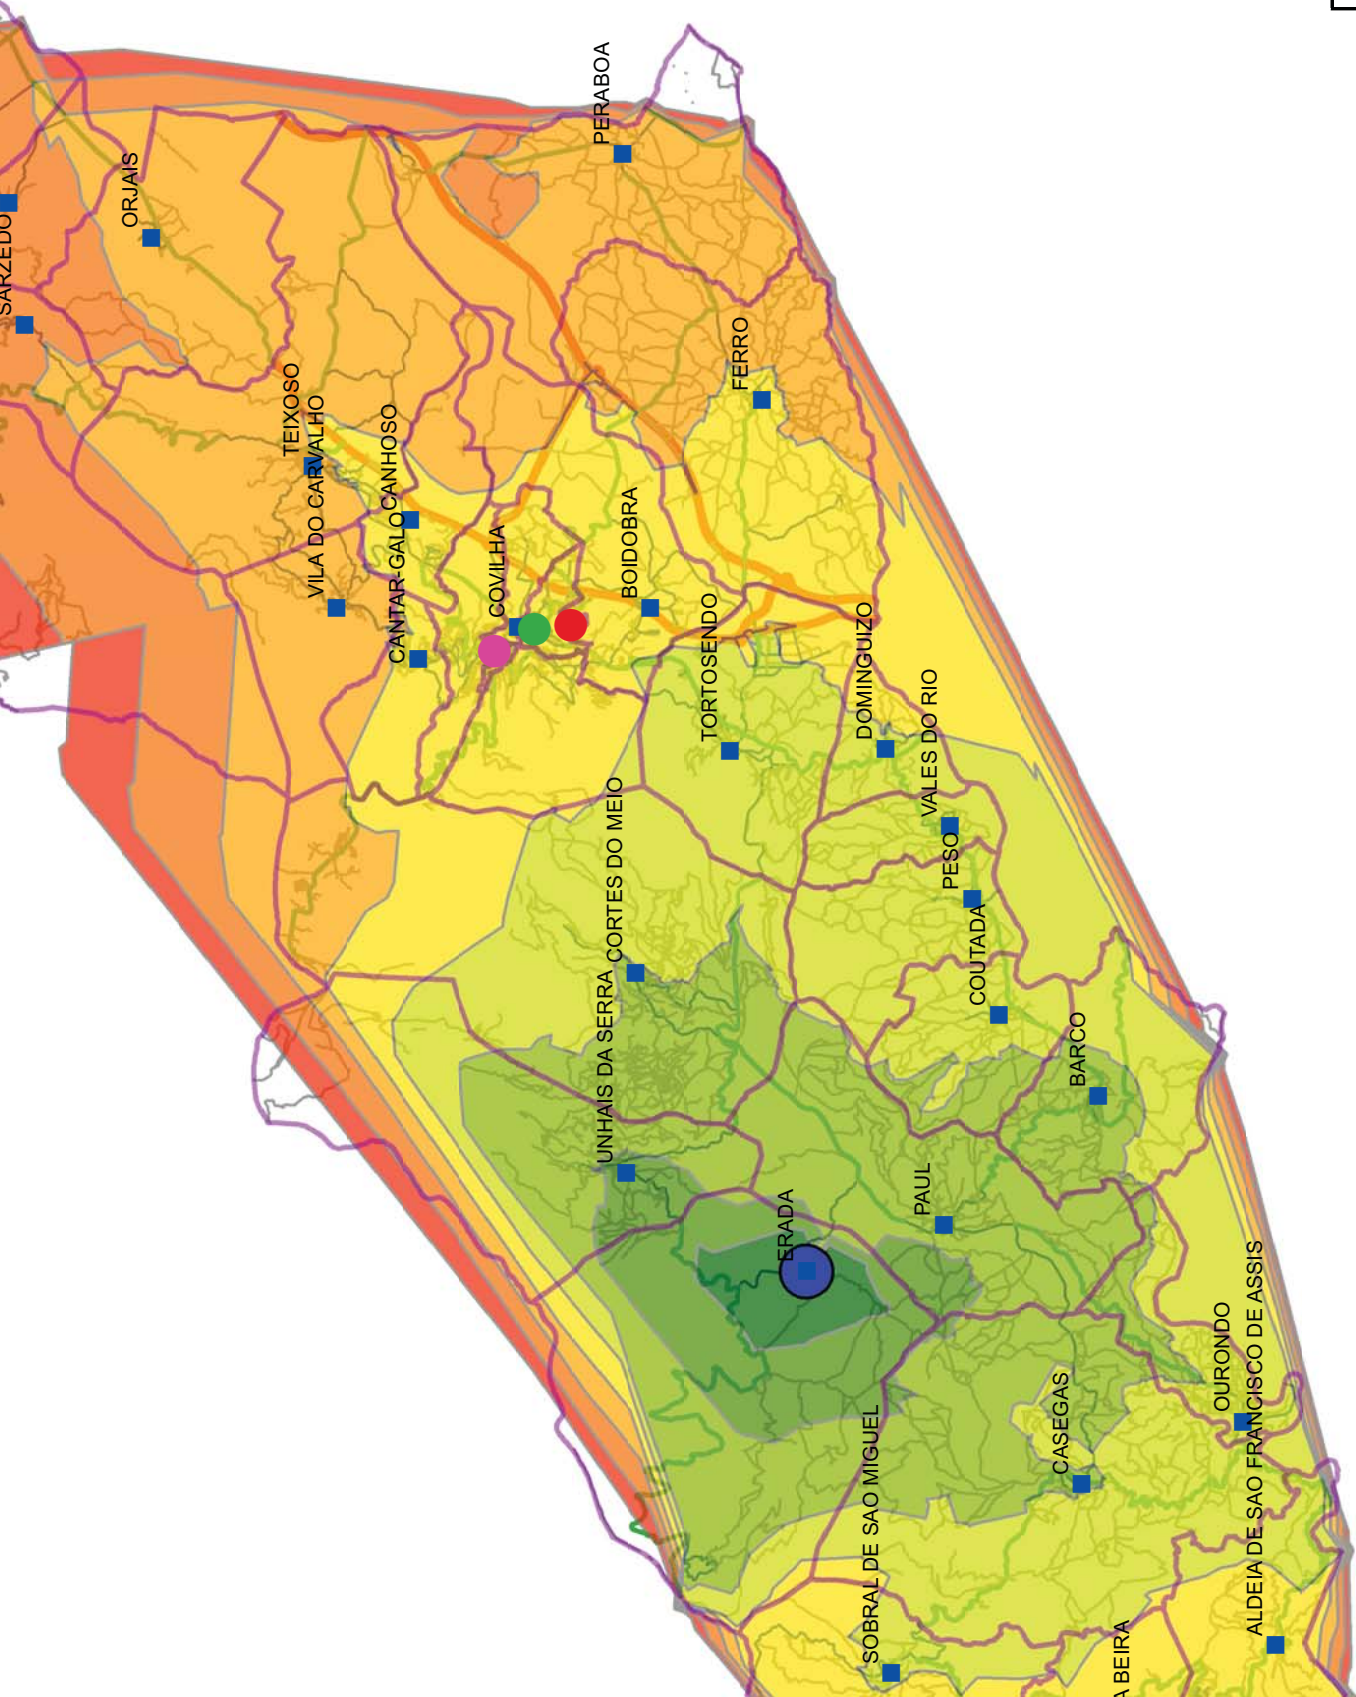 PERABOA
ORJAIS
SARZEDO
FERRO
TEIXOSO
VILA DO CARVALHO
CANHOSO
CANTAR-GALO
COVILHA
BOIDOBRA
TORTOSENDO
DOMINGUIZO
VALES DO RIO
CORTES DO MEIO
PESO
COUTADA
UNHAIS DA SERRA
BARCO
PAUL
ERADA
OURONDO
ALDEIA DE SAO FRANCISCO DE ASSIS
CASEGAS
SOBRAL DE SAO MIGUEL
A BEIRA